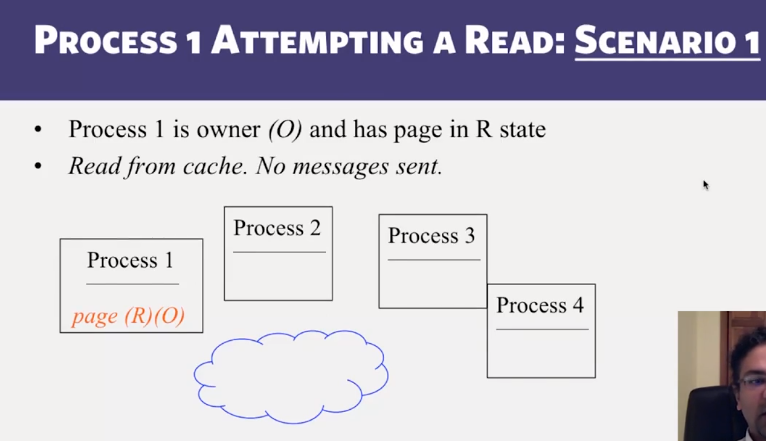 PROCESS 1 ATTEMPTING A READ: SCENARIO 1
• Process 1 is owner (O) and has page in R state
• Read from cache. No messages sent.
Process 1
page (R)(O)
Process 2
Process 3
Process 4